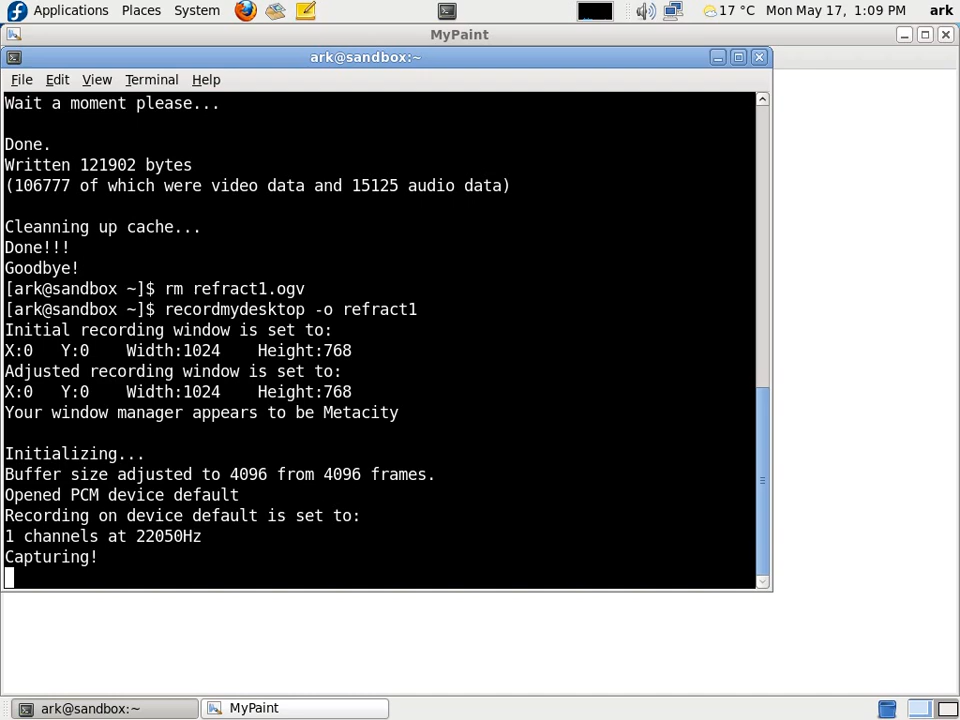 Applications Places System 17 °C Mon May 17, 1:09 PM ark
MyPaint
ark@sandbox:~
File Edit View Terminal Help
Wait a moment please...
Done.
Written 121902 bytes
(106777 of which were video data and 15125 audio data)
Cleanning up cache...
Done!!!
Goodbye!
[ark@sandbox ~]$ rm refract1.ogv
[ark@sandbox ~]$ recordmydesktop -o refract1
Initial recording window is set to:
X:0 Y:0 Width:1024 Height:768
Adjusted recording window is set to:
X:0 Y:0 Width:1024 Height:768
Your window manager appears to be Metacity
Initializing...
Buffer size adjusted to 4096 from 4096 frames.
Opened PCM device default
Recording on device default is set to:
1 channels at 22050Hz
Capturing!
ark@sandbox:~ MyPaint